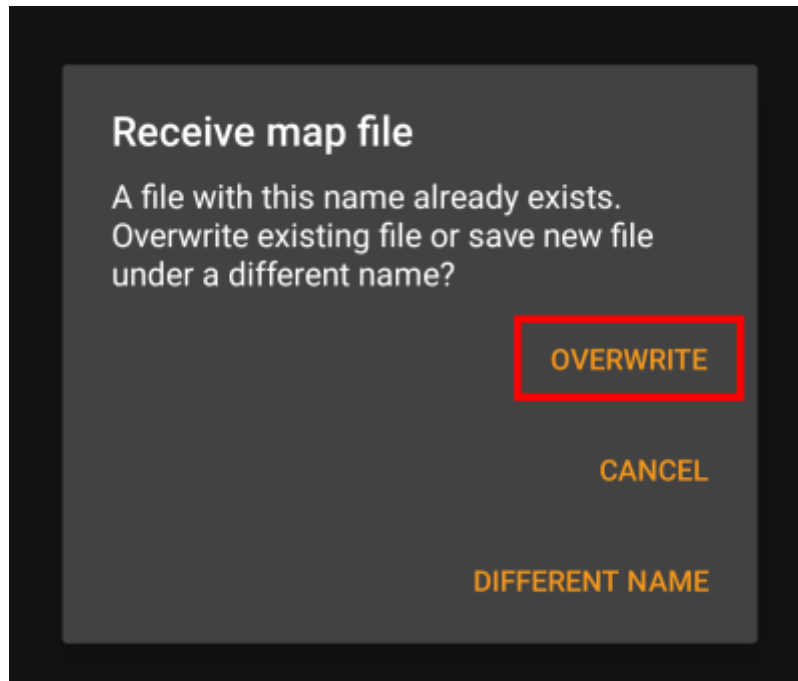 Receive map file
A file with this name already exists.
Overwrite existing file or save new file
under a different name?
OVERWRITE
CANCEL
DIFFERENT NAME